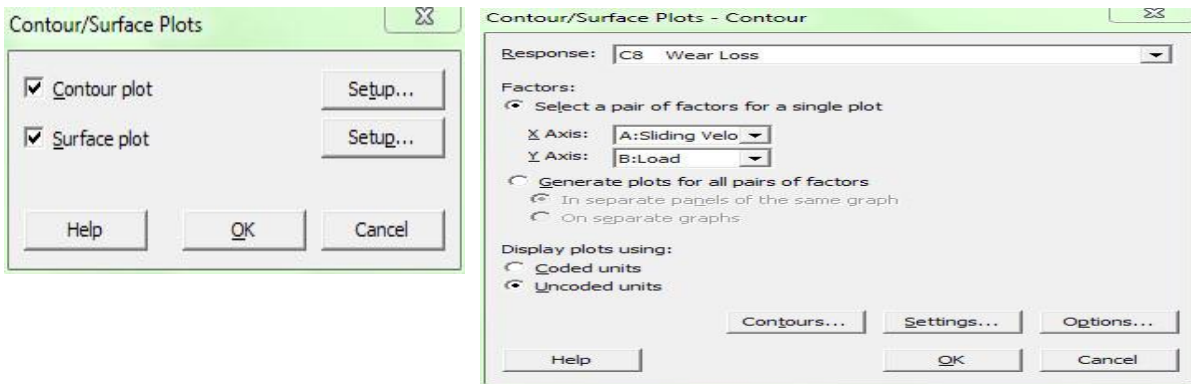 Contour/Surface Plots
Contour plot
Setup...
Surface plot
Setup...
Help
OK
Cancel
Contour/Surface Plots - Contour
Response:
C8 Wear Loss
Factors:
Select a pair of factors for a single plot
X Axis:
A:Sliding Velo
Y Axis:
B:Load
Generate plots for all pairs of factors
In separate panels of the same graph
On separate graphs
Display plots using:
Coded units
Uncoded units
Contours...
Settings...
Options...
Help
OK
Cancel